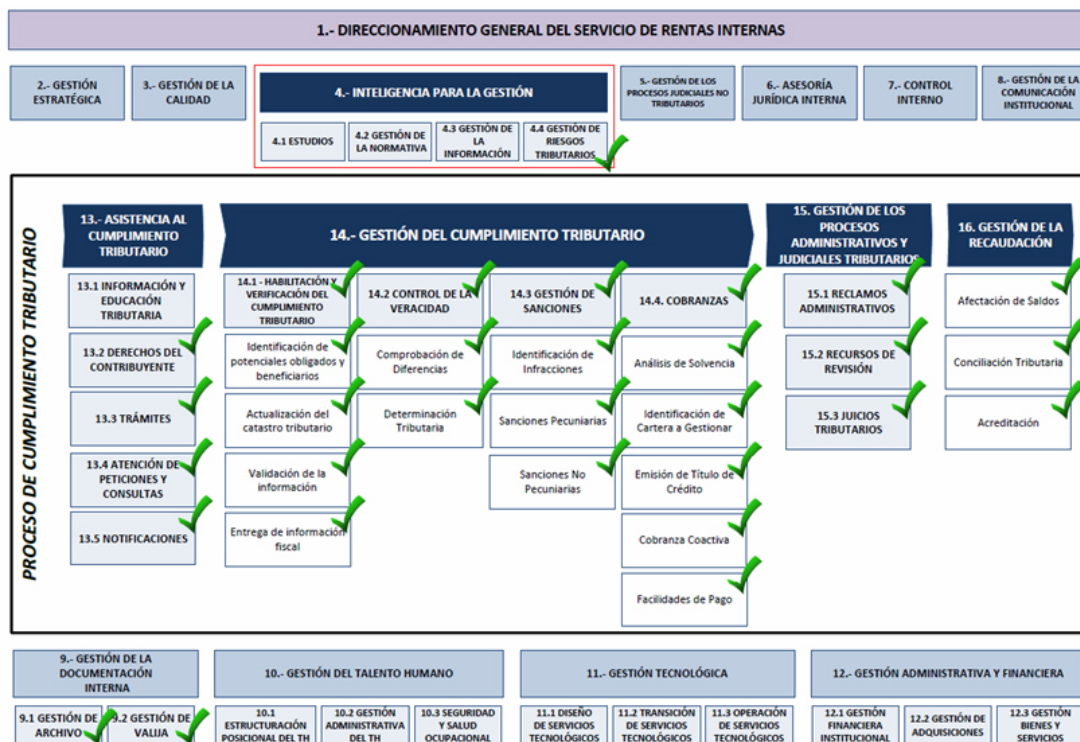 1.- DIRECCIONAMIENTO GENERAL DEL SERVICIO DE RENTAS INTERNAS
2.- GESTIÓN
ESTRATÉGICA
3.- GESTIÓN DE LA
CALIDAD
4.- INTELIGENCIA PARA LA GESTIÓN
4.1 ESTUDIOS
4.2 GESTIÓN DE
LA NORMATIVA
4.3 GESTIÓN DE
LA
INFORMACIÓN
4.4 GESTIÓN DE
RIESGOS
TRIBUTARIOS
5.- GESTIÓN DE LOS
PROCESOS JUDICIALES NO
TRIBUTARIOS
6.- ASESORÍA
JURÍDICA INTERNA
7.- CONTROL
INTERNO
8.- GESTIÓN DE LA
COMUNICACIÓN
INSTITUCIONAL
PROCESO DE CUMPLIMIENTO TRIBUTARIO
13.- ASISTENCIA AL
CUMPLIMIENTO
TRIBUTARIO
13.1 INFORMACIÓN Y
EDUCACIÓN
TRIBUTARIA
13.2 DERECHOS DEL
CONTRIBUYENTE
13.3 TRÁMITES
13.4 ATENCIÓN DE
PETICIONES Y
CONSULTAS
13.5 NOTIFICACIONES
14.- GESTIÓN DEL CUMPLIMIENTO TRIBUTARIO
14.1 - HABILITACIÓN Y
VERIFICACIÓN DEL
CUMPLIMIENTO
TRIBUTARIO
Identificación de
potenciales obligados y
beneficiarios
Actualización del
catastro tributario
Validación de la
información
Entrega de información
fiscal
14.2 CONTROL DE LA
VERACIDAD
Comprobación de
Diferencias
Determinación
Tributaria
14.3 GESTIÓN DE
SANCIONES
Identificación de
Infracciones
Sanciones Pecuniarias
Sanciones No
Pecuniarias
14.4. COBRANZAS
Análisis de Solvencia
Identificación de
Cartera a Gestionar
Emisión de Título de
Crédito
Cobranza Coactiva
Facilidades de Pago
15. GESTIÓN DE LOS
PROCESOS
ADMINISTRATIVOS Y
JUDICIALES TRIBUTARIOS
15.1 RECLAMOS
ADMINISTRATIVOS
15.2 RECURSOS DE
REVISIÓN
15.3 JUICIOS
TRIBUTARIOS
16. GESTIÓN DE LA
RECAUDACIÓN
Afectación de Saldos
Conciliación Tributaria
Acreditación
9.- GESTIÓN DE LA
DOCUMENTACIÓN
INTERNA
9.1 GESTIÓN DE
ARCHIVO
9.2 GESTIÓN DE
VALIJA
10.- GESTIÓN DEL TALENTO HUMANO
10.1
ESTRUCTURACIÓN
POSICIONAL DEL TH
10.2 GESTIÓN
ADMINISTRATIVA
DEL TH
10.3 SEGURIDAD
Y SALUD
OCUPACIONAL
11.- GESTIÓN TECNOLÓGICA
11.1 DISEÑO
DE SERVICIOS
TECNOLÓGICOS
11.2 TRANSICIÓN
DE SERVICIOS
TECNOLÓGICOS
11.3 OPERACIÓN
DE SERVICIOS
TECNOLÓGICOS
12.- GESTIÓN ADMINISTRATIVA Y FINANCIERA
12.1 GESTIÓN
FINANCIERA
INSTITUCIONAL
12.2 GESTIÓN DE
ADQUISICIONES
12.3 GESTIÓN
BIENES Y
SERVICIOS